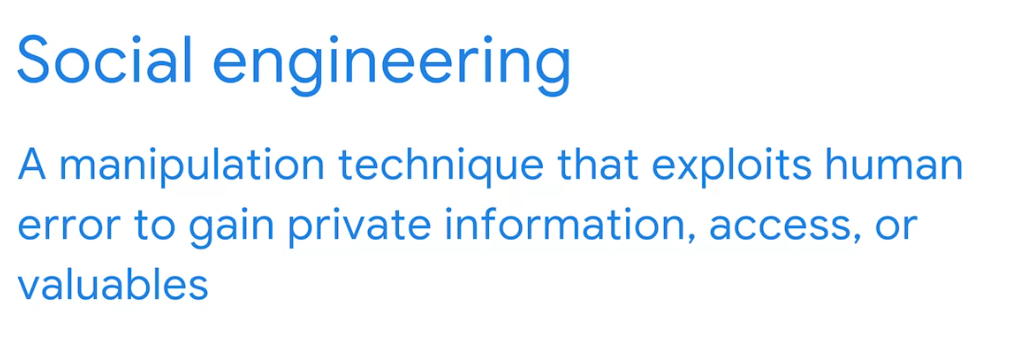 Social engineering
A manipulation technique that exploits human
error to gain private information, access, or
valuables